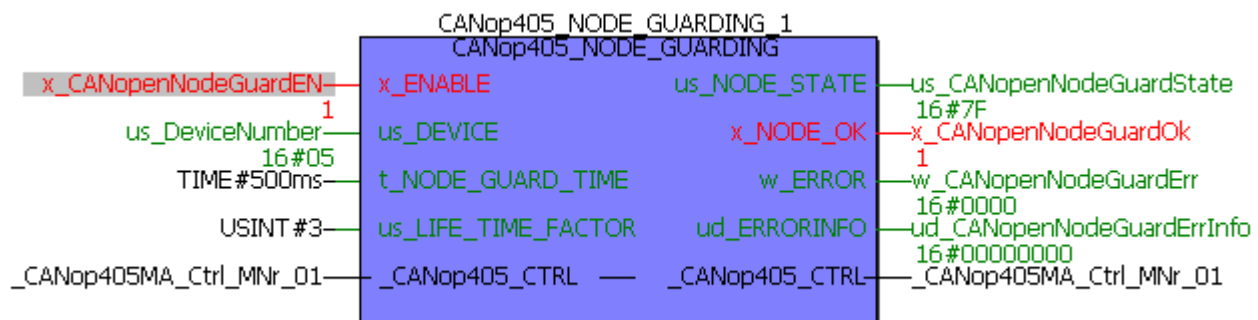 CANop405_NODE_GUARDING_1
CANop405_NODE_GUARDING
x_CANopenNodeGuardEN x_ENABLE us_NODE_STATE us_CANopenNodeGuardState
1 16#7F
us_DeviceNumber us_DEVICE x_NODE_OK x_CANopenNodeGuardOk
16#05 1
TIME#500ms t_NODE_GUARD_TIME w_ERROR w_CANopenNodeGuardErr
16#0000
USINT#3 us_LIFE_TIME_FACTOR ud_ERRORINFO ud_CANopenNodeGuardErrInfo
16#00000000
_CANop405MA_Ctrl_MNr_01 _CANop405_CTRL _CANop405_CTRL _CANop405MA_Ctrl_MNr_01